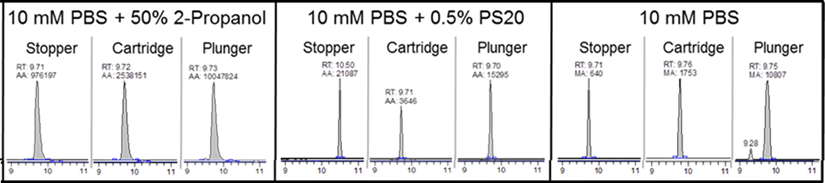 10 mM PBS + 50% 2-Propanol
Stopper
RT: 9.71
AA: 976197
9 10 11
Cartridge
RT: 9.72
AA: 2538151
9 10 11
Plunger
RT: 9.73
AA: 10047824
9 10 11
10 mM PBS + 0.5% PS20
Stopper
RT: 10.50
AA: 21087
9 10 11
Cartridge
RT: 9.71
AA: 3646
9 10 11
Plunger
RT: 9.70
AA: 15295
9 10 11
10 mM PBS
Stopper
RT: 9.71
MA: 640
9 10 11
Cartridge
RT: 9.76
MA: 1753
9 10 11
Plunger
RT: 9.75
MA: 10807
9.28
9 10 11